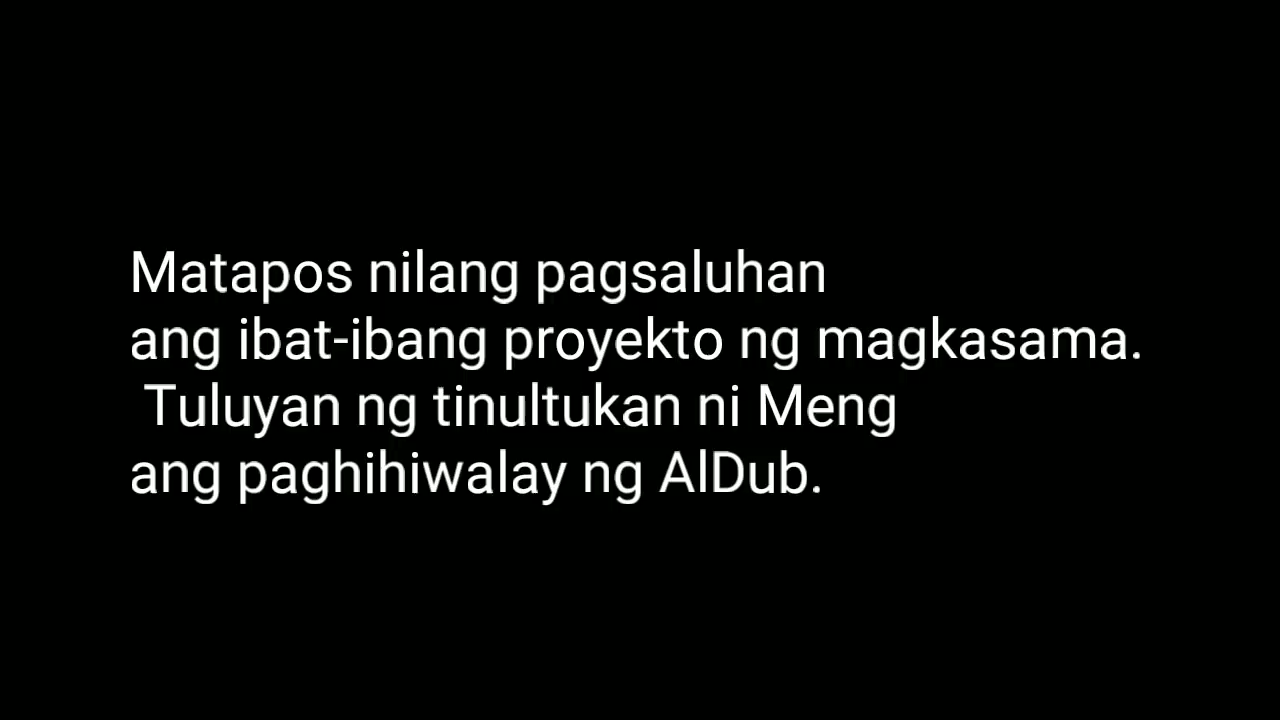 Matapos nilang pagsaluhan
ang ibat-ibang proyekto ng magkasama.
Tuluyan ng tinultukan ni Meng
ang paghihiwalay ng AlDub.